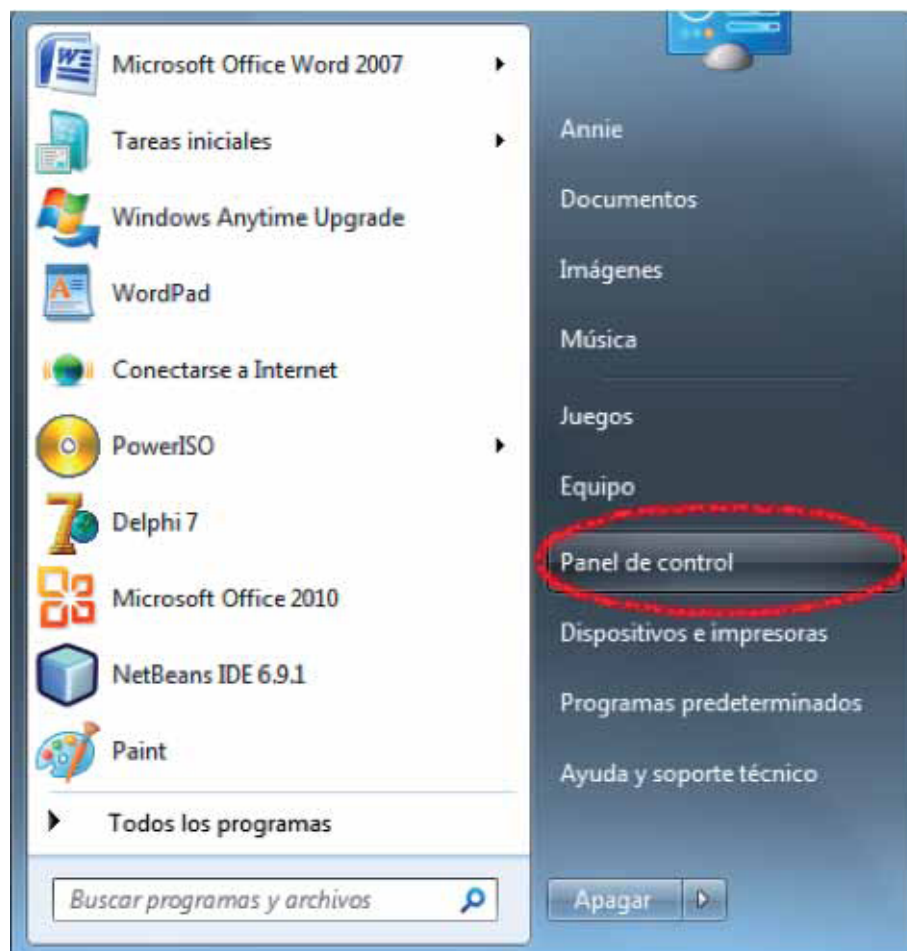 Microsoft Office Word 2007
Tareas iniciales
Windows Anytime Upgrade
WordPad
Conectarse a Internet
PowerISO
Delphi 7
Microsoft Office 2010
NetBeans IDE 6.9.1
Paint
Todos los programas
Buscar programas y archivos
Annie
Documentos
Imágenes
Música
Juegos
Equipo
Panel de control
Dispositivos e impresoras
Programas predeterminados
Ayuda y soporte técnico
Apagar